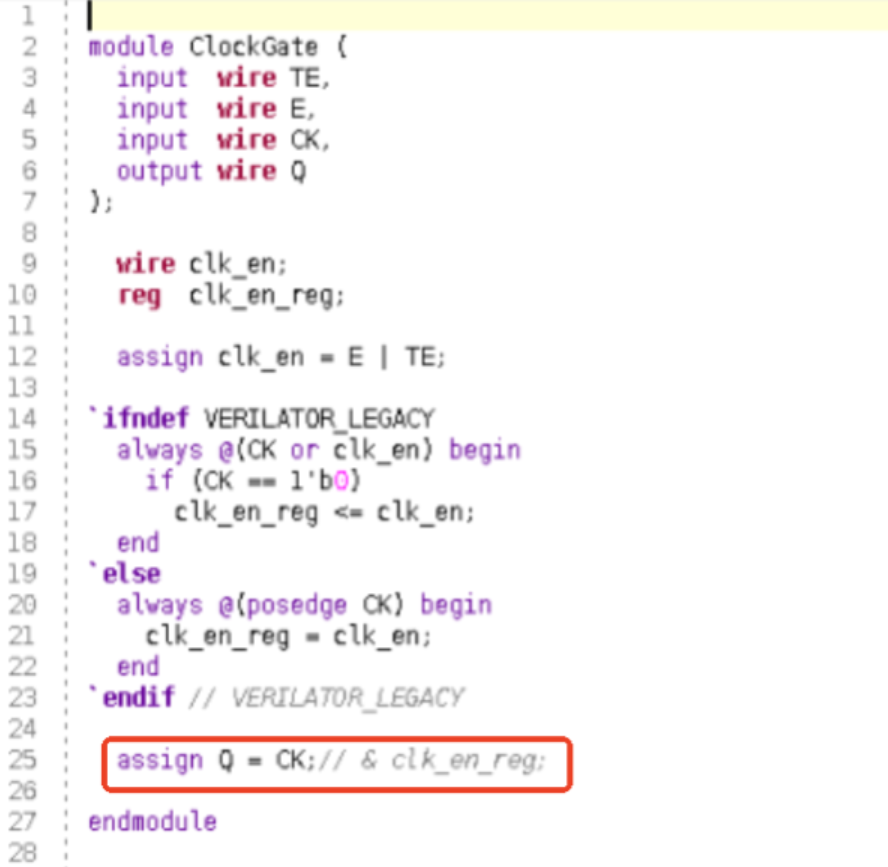 1
2 module ClockGate (
3   input  wire TE,
4   input  wire E,
5   input  wire CK,
6   output wire Q
7 );
8
9   wire clk_en;
10   reg  clk_en_reg;
11
12   assign clk_en = E | TE;
13
14 `ifndef VERILATOR_LEGACY
15   always @(CK or clk_en) begin
16     if (CK == 1'b0)
17       clk_en_reg <= clk_en;
18   end
19 `else
20   always @(posedge CK) begin
21     clk_en_reg = clk_en;
22   end
23 `endif // VERILATOR_LEGACY
24
25   assign Q = CK;// & clk_en_reg;
26
27 endmodule
28